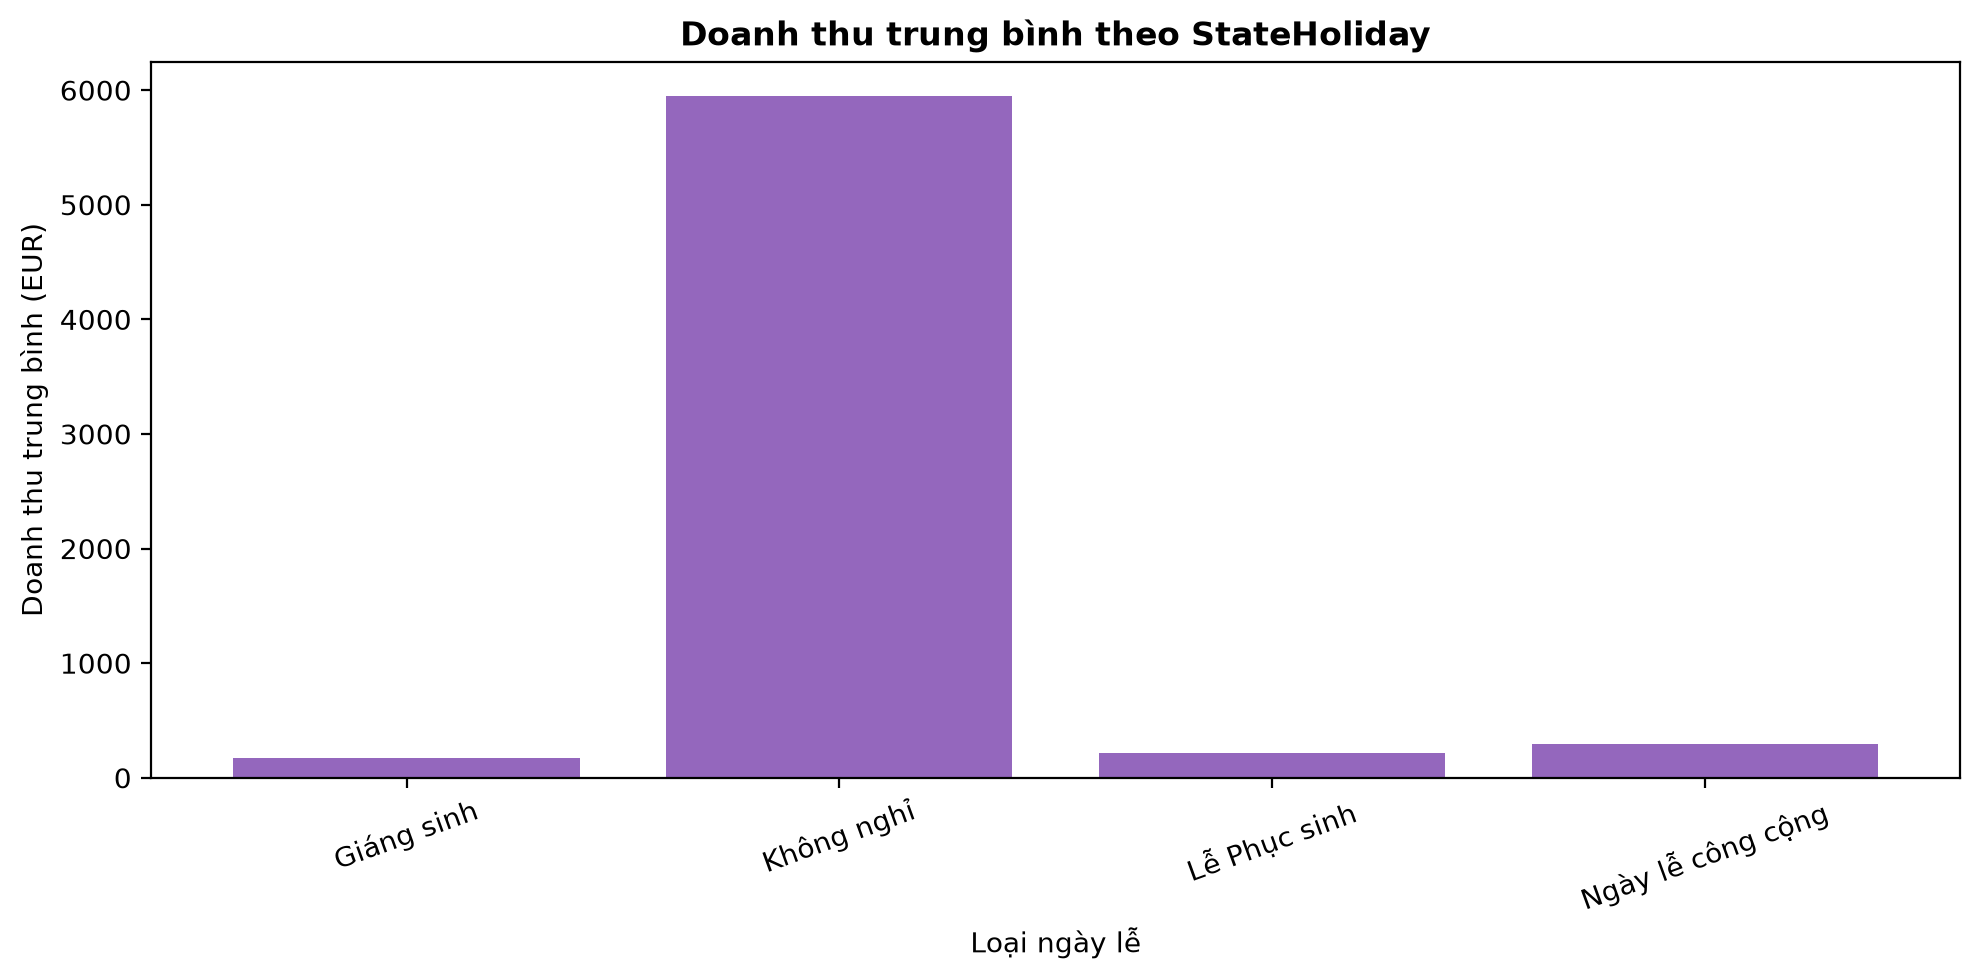 Doanh thu trung bình theo StateHoliday
Doanh thu trung bình (EUR)
6000
5000
4000
3000
2000
1000
0
Giáng sinh
Không nghỉ
Lễ Phục sinh
Ngày lễ công cộng
Loại ngày lễ